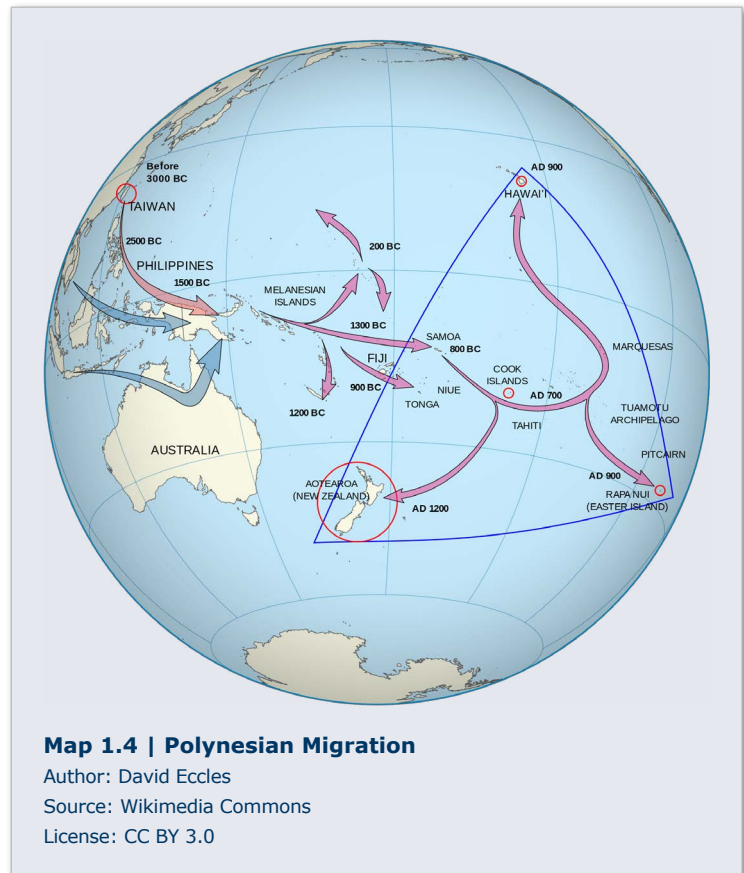 Before
3000 BC
TAIWAN
2500 BC
PHILIPPINES
1500 BC
MELANESIAN
ISLANDS
200 BC
1300 BC
FIJI
900 BC
1200 BC
SAMOA
800 BC
NIUE
TONGA
COOK
ISLANDS
AD 700
TAHITI
AD 900
HAWAI'I
MARQUESAS
TUAMOTU
ARCHIPELAGO
PITCAIRN
AD 900
RAPA NUI
(EASTER ISLAND)
AUSTRALIA
AOTEAROA
(NEW ZEALAND)
AD 1200
Map 1.4 | Polynesian Migration
Author: David Eccles
Source: Wikimedia Commons
License: CC BY 3.0